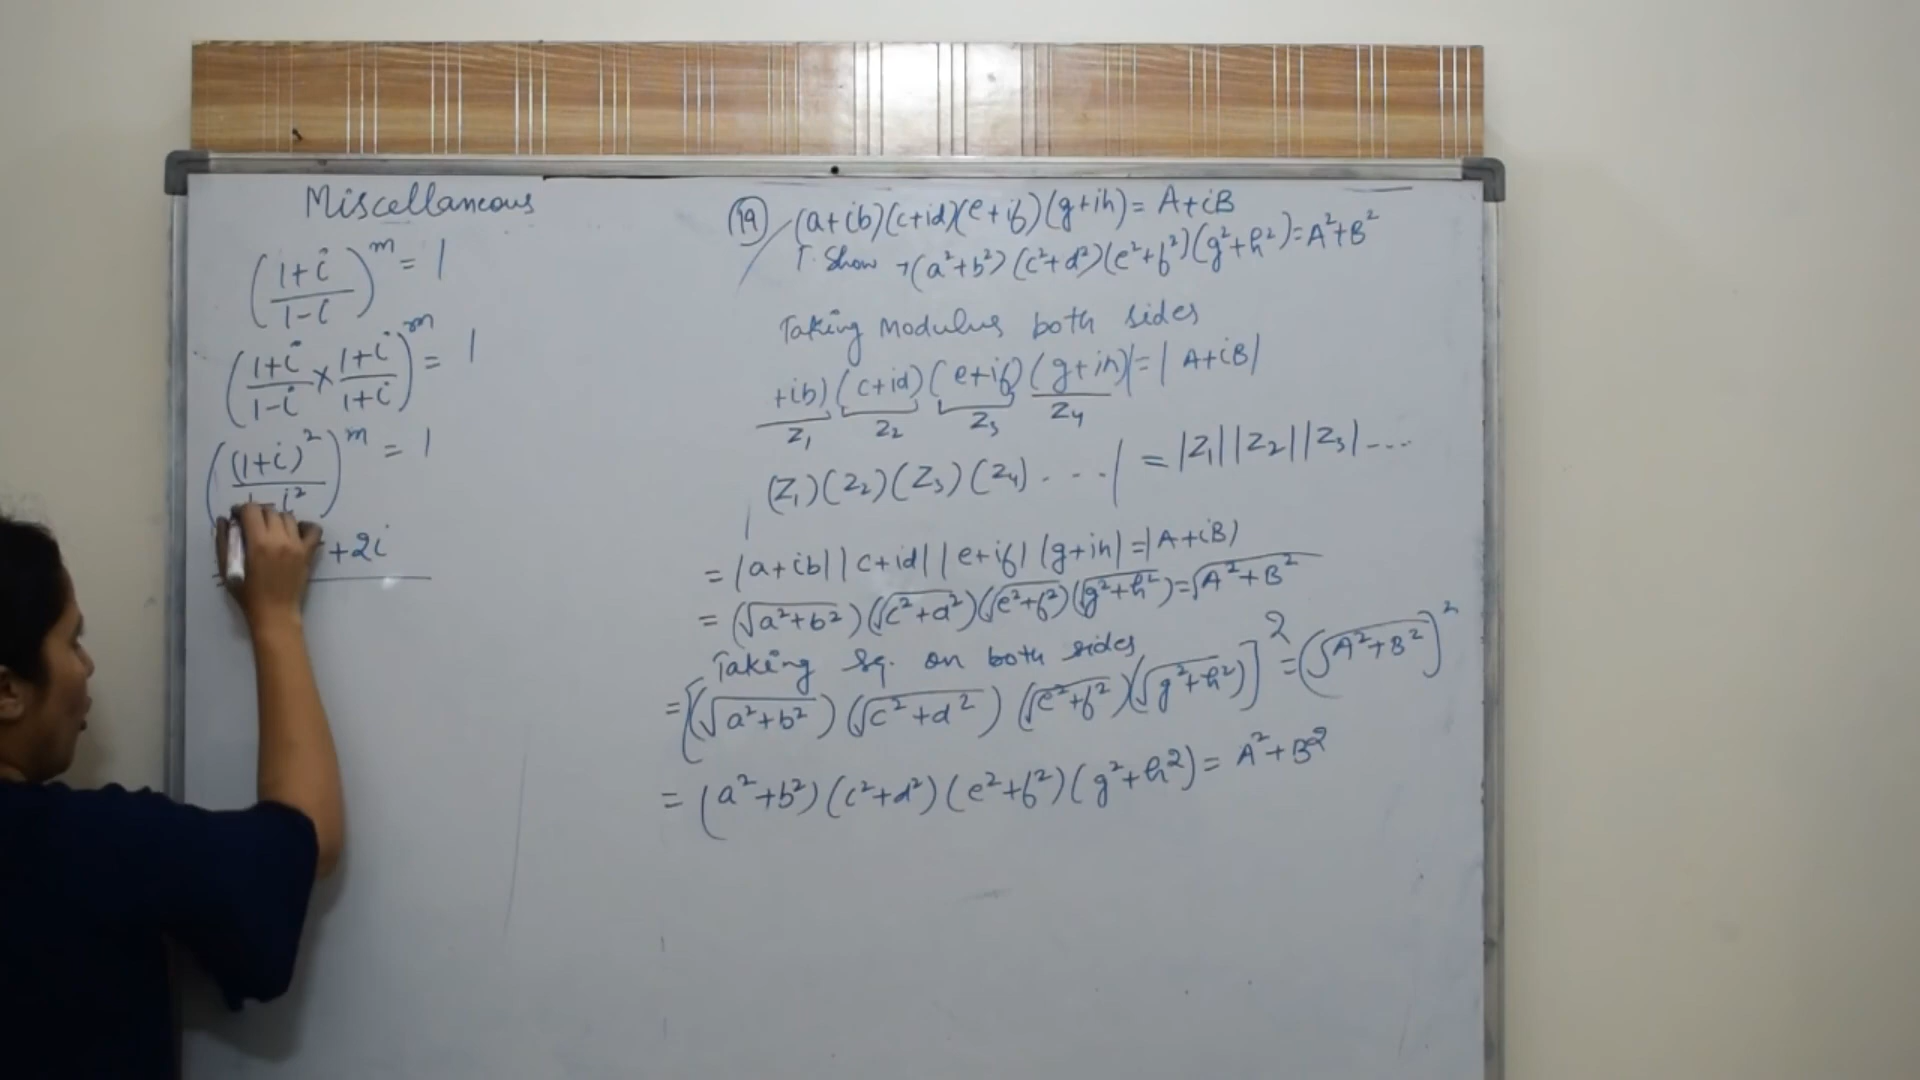 Miscellaneous
(1+i/1-i)^m = 1
(1+i/1-i × 1+i/1+i)^m = 1
((1+i)²/1-i²)^m = 1
+2i
(19) (a+ib)(c+id)(e+if)(g+ih) = A+iB
T. Show → (a²+b²)(c²+d²)(e²+f²)(g²+h²) = A²+B²
Taking Modulus both sides
+ib)(c+id)(e+if)(g+ih)| = |A+iB|
Z₁ Z₂ Z₃ Z₄
|(Z₁)(Z₂)(Z₃)(Z₄) . ...| = |Z₁||Z₂||Z₃|...
= |a+ib||c+id||e+if||g+ih| = |A+iB|
= (√a²+b²)(√c²+d²)(√e²+f²)(√g²+h²) = √A²+B²
Taking Sq. on both sides
= [(√a²+b²)(√c²+d²)(√e²+f²)(√g²+h²)]² = (√A²+B²)²
= (a²+b²)(c²+d²)(e²+f²)(g²+h²) = A²+B²